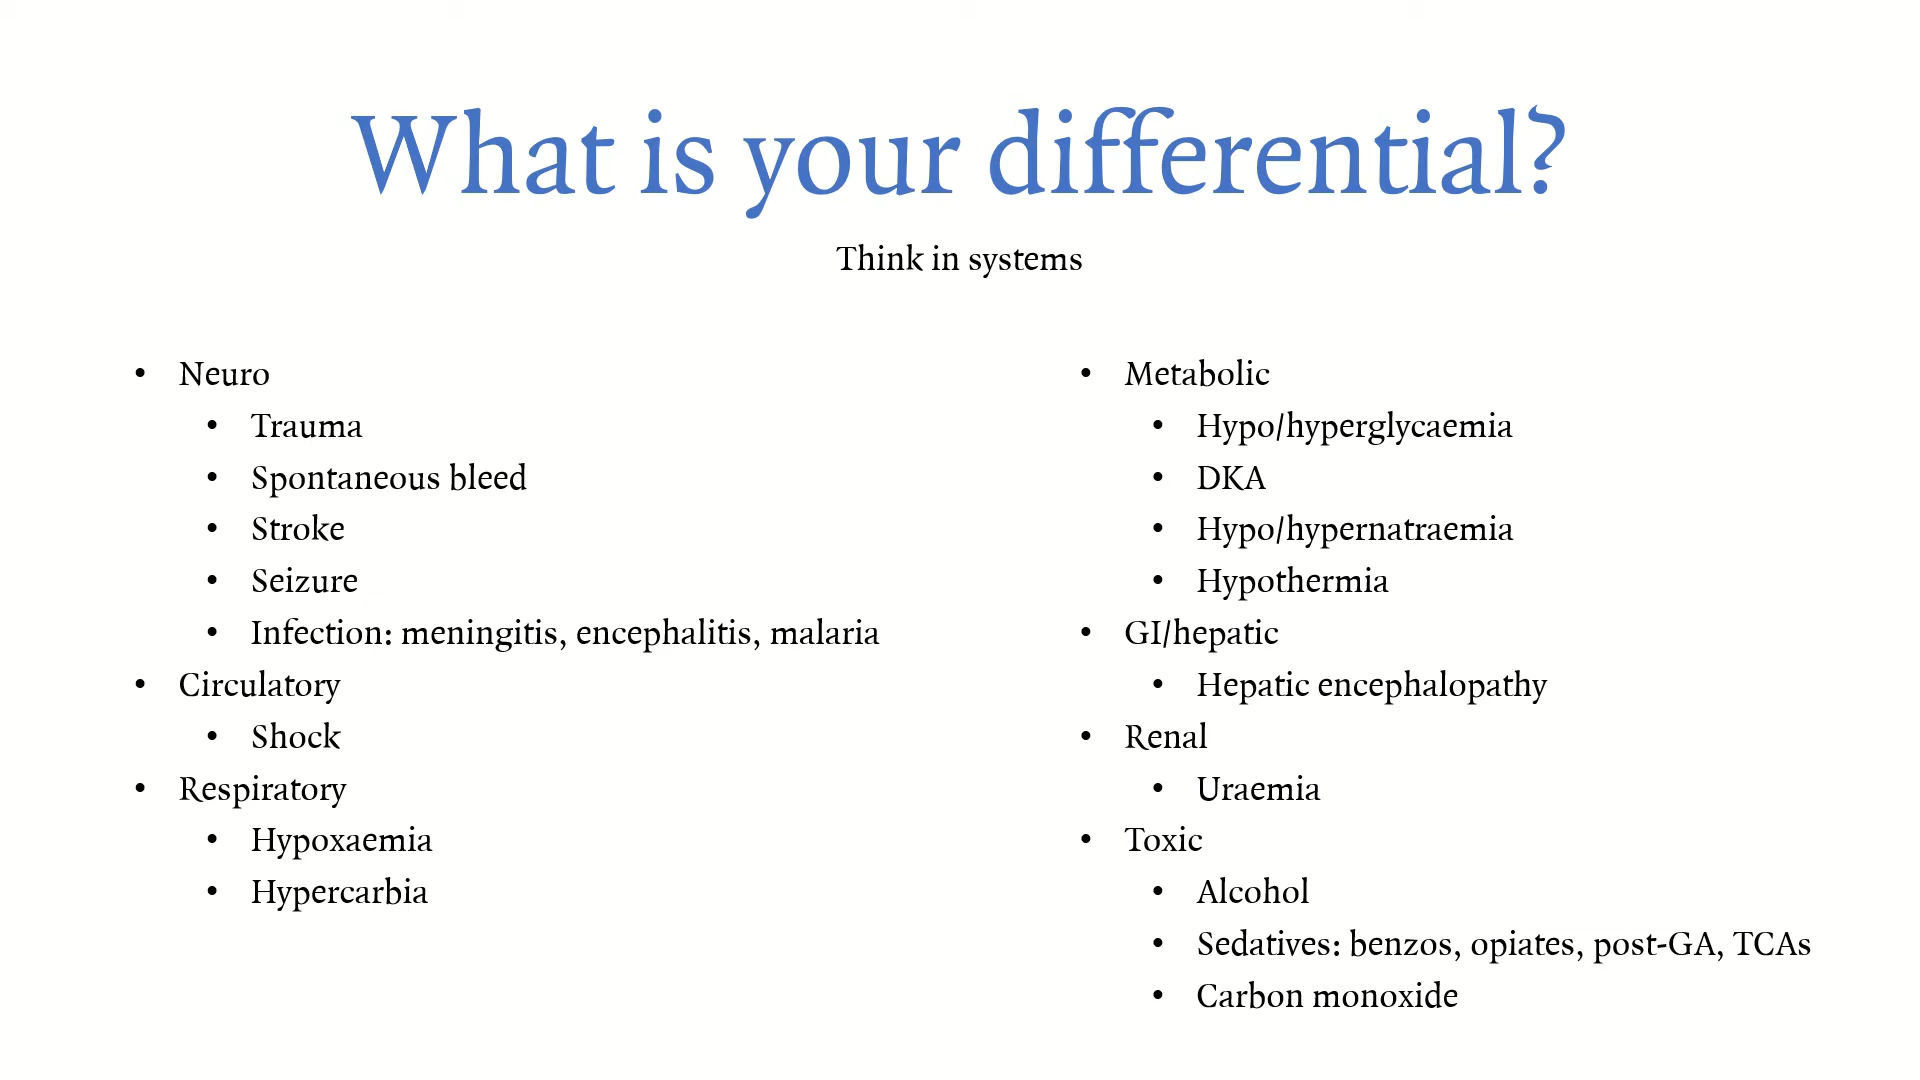 What is your differential?
Think in systems
• Neuro
• Trauma
• Spontaneous bleed
• Stroke
• Seizure
• Infection: meningitis, encephalitis, malaria
• Circulatory
• Shock
• Respiratory
• Hypoxaemia
• Hypercarbia
• Metabolic
• Hypo/hyperglycaemia
• DKA
• Hypo/hypernatraemia
• Hypothermia
• GI/hepatic
• Hepatic encephalopathy
• Renal
• Uraemia
• Toxic
• Alcohol
• Sedatives: benzos, opiates, post-GA, TCAs
• Carbon monoxide